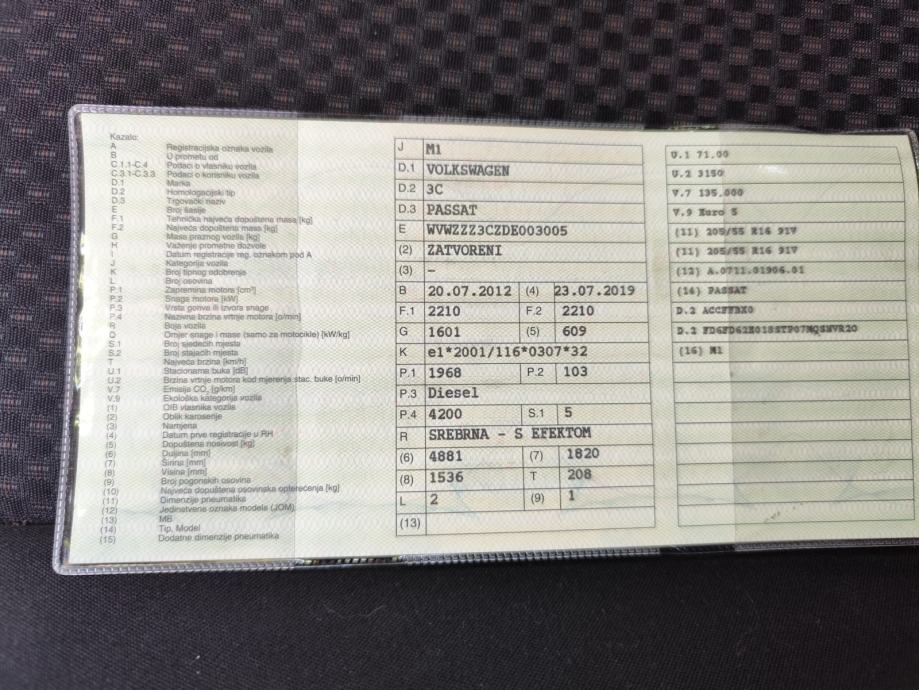 Kazalo:
A Registracijska oznaka vozila
B U prometu od
C.1.1-C.4 Podaci o vlasniku vozila
C.3.1-C.3.3 Podaci o korisniku vozila
D.1 Marka
D.2 Homologacijski tip
D.3 Trgovački naziv
E Broj šasije
F.1 Tehnička najveća dopuštena masa [kg]
F.2 Najveća dopuštena masa [kg]
G Masa praznog vozila [kg]
H Važenje prometne dozvole
I Datum registracije reg. oznakom pod A
J Kategorija vozila
K Broj tipnog odobrenja
L Broj osovina
P.1 Zapremina motora [cm³]
P.2 Snaga motora [kW]
P.3 Vrsta goriva ili izvora snage
P.4 Nazivna brzina vrtnje motora [o/min]
R Boja vozila
Q Omjer snage i mase (samo za motocikle) [kW/kg]
S.1 Broj sjedećih mjesta
S.2 Broj stajaćih mjesta
T Najveća brzina [km/h]
U.1 Stacionarna buka [dB]
U.2 Brzina vrtnje motora kod mjerenja stac. buke [o/min]
V.7 Emisija CO₂ [g/km]
V.9 Ekološka kategorija vozila
(1) OIB vlasnika vozila
(2) Oblik karoserije
(3) Namjena
(4) Datum prve registracije u RH
(5) Dopuštena nosivost [kg]
(6) Duljina [mm]
(7) Širina [mm]
(8) Visina [mm]
(9) Broj pogonskih osovina
(10) Najveća dopuštena osovinska opterećenja [kg]
(11) Dimenzije pneumatika
(12) Jedinstvena oznaka modela (JOM)
(13) MB
(14) Tip, Model
(15) Dodatne dimenzije pneumatika
J M1
D.1 VOLKSWAGEN
D.2 3C
D.3 PASSAT
E WVWZZZ3CZDE003005
(2) ZATVORENI
(3) –
B 20.07.2012 (4) 23.07.2019
F.1 2210 F.2 2210
G 1601 (5) 609
K e1*2001/116*0307*32
P.1 1968 P.2 103
P.3 Diesel
P.4 4200 S.1 5
R SREBRNA - S EFEKTOM
(6) 4881 (7) 1820
(8) 1536 T 208
L 2 (9) 1
(13)
U.1 71.00
U.2 3150
V.7 135.000
V.9 Euro 5
(11) 205/55 R16 91V
(11) 205/55 R16 91V
(12) A.0711.01906.01
(14) PASSAT
D.2 ACCFFBX0
D.2
(16) M1